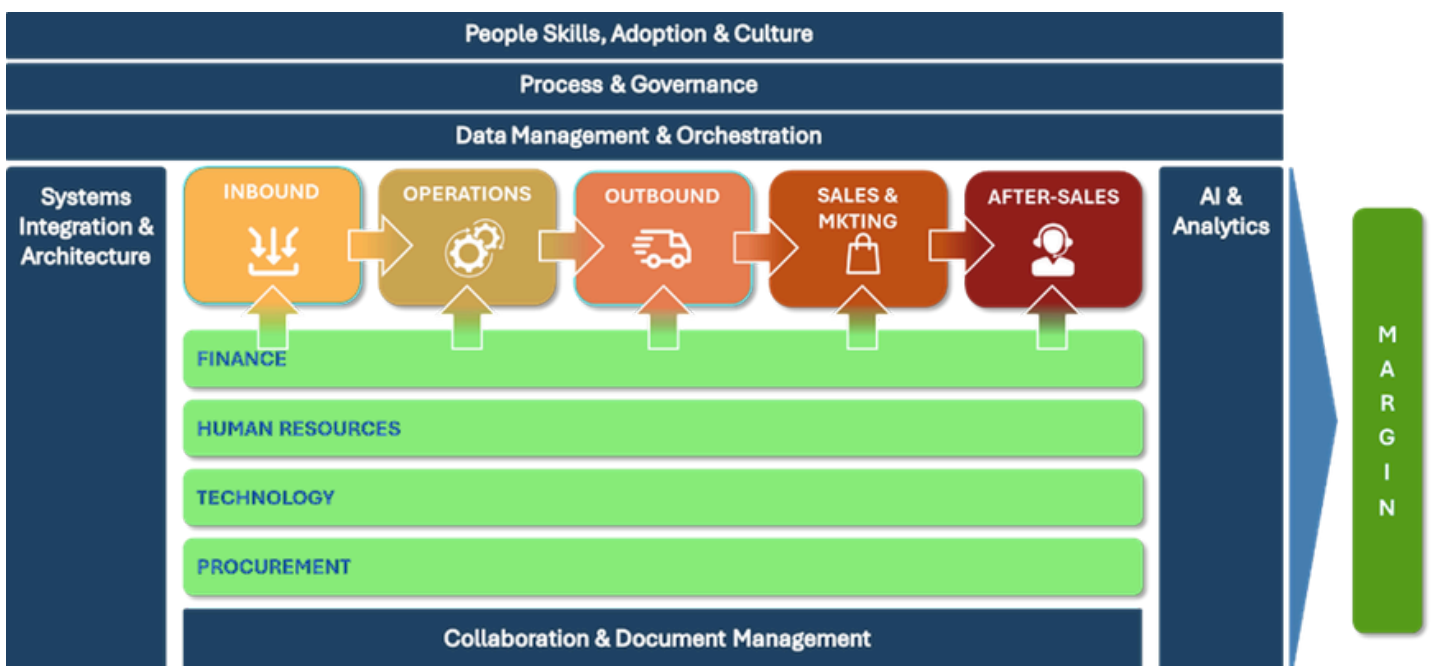 People Skills, Adoption & Culture
Process & Governance
Data Management & Orchestration
Systems
Integration &
Architecture
INBOUND
OPERATIONS
OUTBOUND
SALES &
MKTING
AFTER-SALES
AI &
Analytics
FINANCE
HUMAN RESOURCES
TECHNOLOGY
PROCUREMENT
Collaboration & Document Management
M
A
R
G
I
N